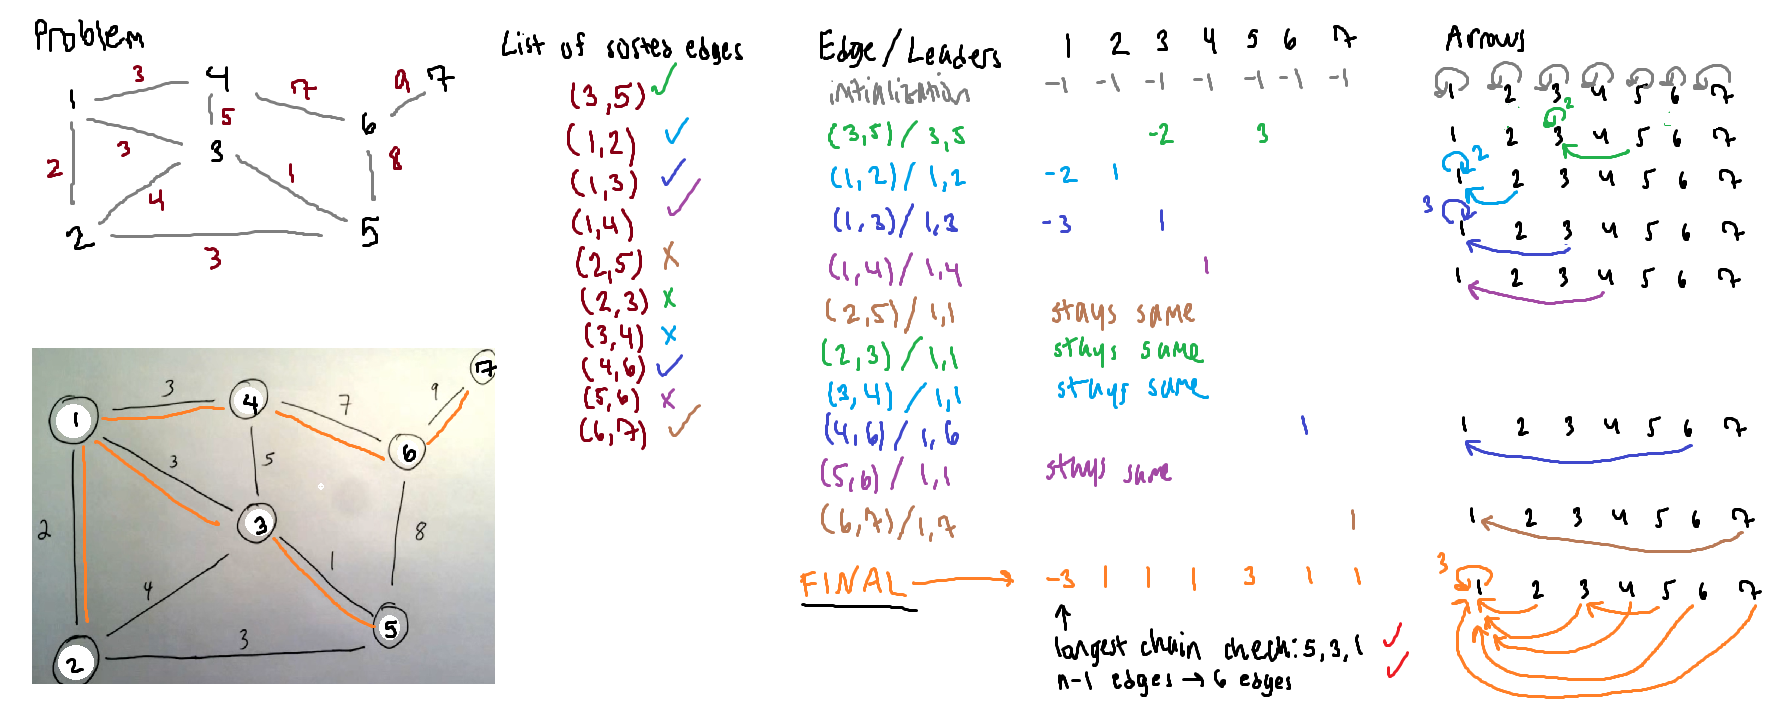 Problem
3 4 7 9 7
1
5 6
2 3 3 8
1
4
2 5
3
7
3 4 9
1 7
6
3 5
3
2 8
1
4
5
3
2
List of sorted edges
(3,5) ✓
(1,2) ✓
(1,3) ✓
(1,4) ✓
(2,5) x
(2,3) x
(3,4) x
(4,6) ✓
(5,6) x
(6,7) ✓
Edge/Leaders 1 2 3 4 5 6 7
initialization -1 -1 -1 -1 -1 -1 -1
(3,5)/3,5 -2 3
(1,2)/1,2 -2 1
(1,3)/1,3 -3 1
(1,4)/1,4 1
(2,5)/1,1 stays same
(2,3)/1,1 stays same
(3,4)/1,1 stays same
(4,6)/1,6 1
(5,6)/1,1 stays same
(6,7)/1,7 1
FINAL → -3 1 1 1 3 1 1
↑
longest chain check: 5,3,1 ✓
n-1 edges → 6 edges ✓
Arrows
1 2 3 4 5 6 7
2
1 2 3 4 5 6 7
2
1 2 3 4 5 6 7
3
1 2 3 4 5 6 7
1 2 3 4 5 6 7
1 2 3 4 5 6 7
1 2 3 4 5 6 7
3
1 2 3 4 5 6 7